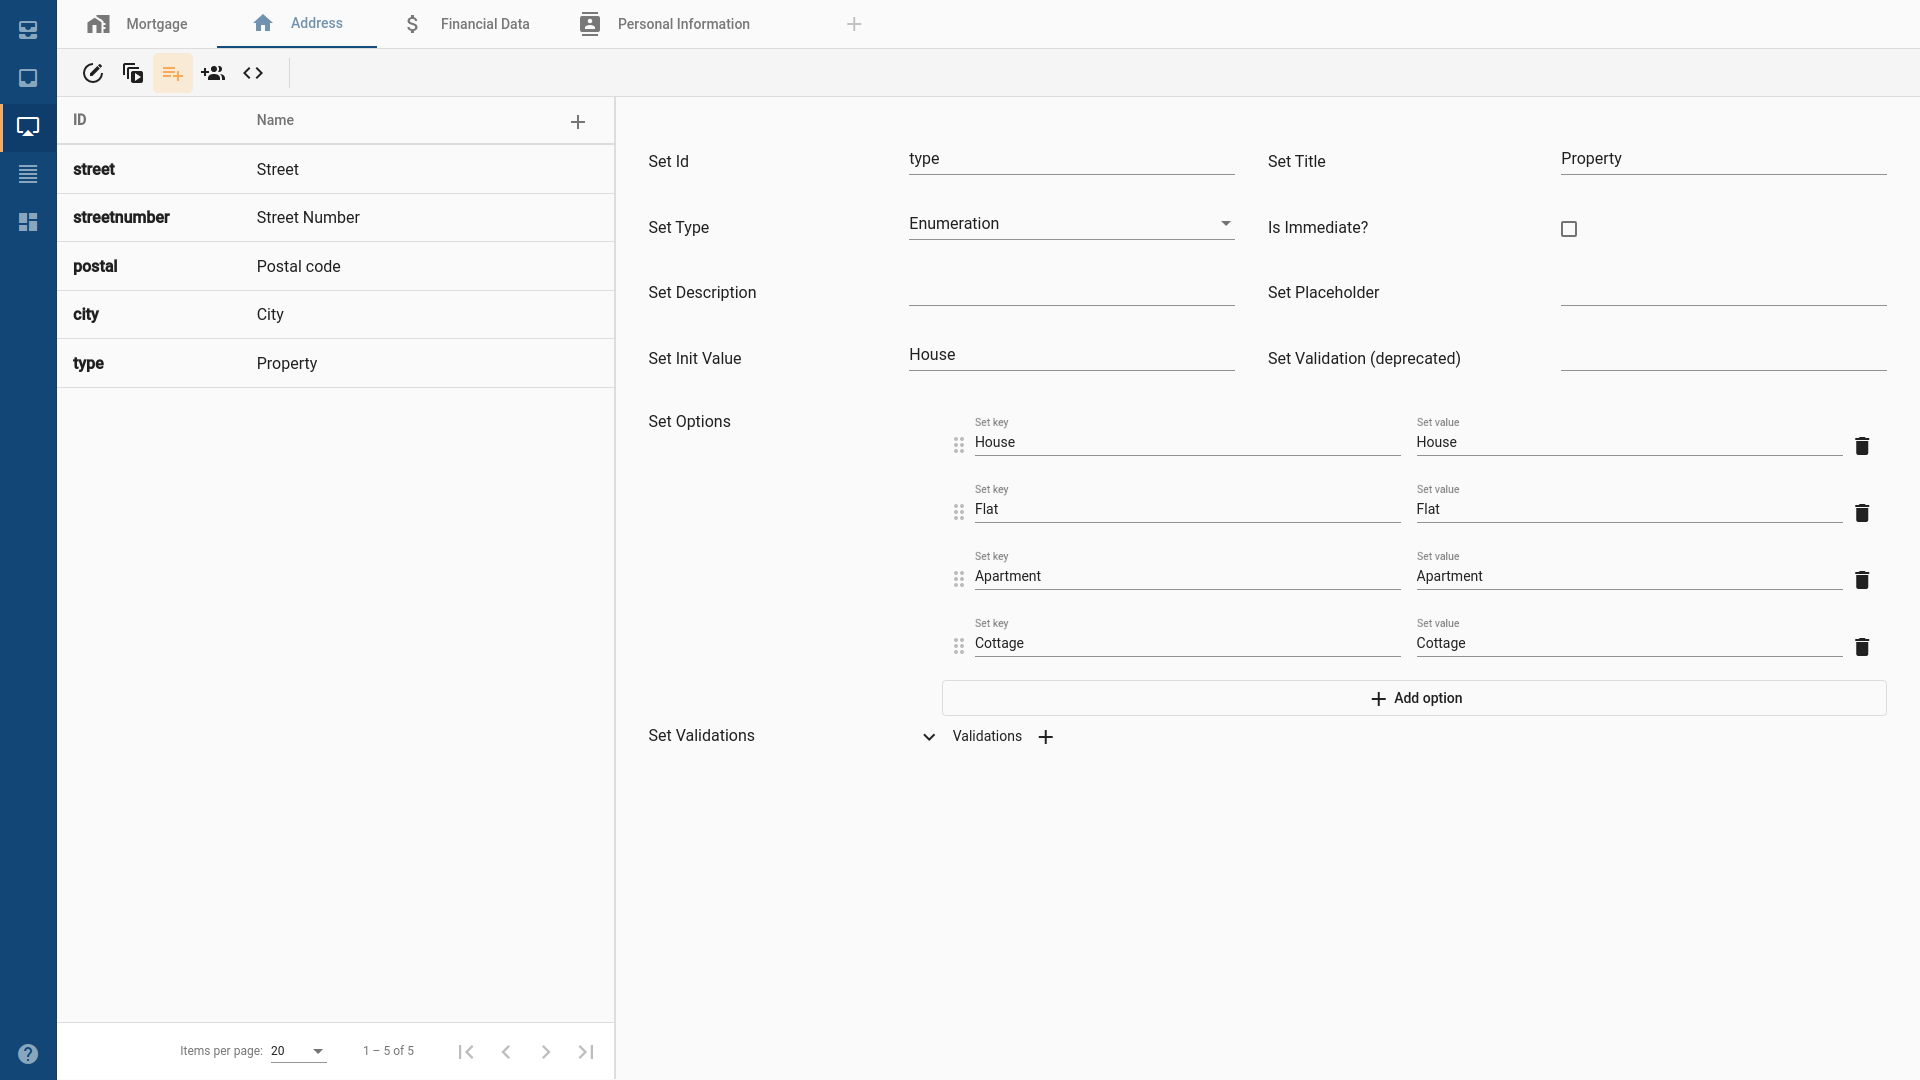 Mortgage
Address
Financial Data
Personal Information
ID Name
street Street
streetnumber Street Number
postal Postal code
city City
type Property
Items per page: 20 1 – 5 of 5
Set Id type Set Title Property
Set Type Enumeration Is Immediate?
Set Description Set Placeholder
Set Init Value House Set Validation (deprecated)
Set Options
Set key Set value
House House
Set key Set value
Flat Flat
Set key Set value
Apartment Apartment
Set key Set value
Cottage Cottage
Add option
Set Validations Validations